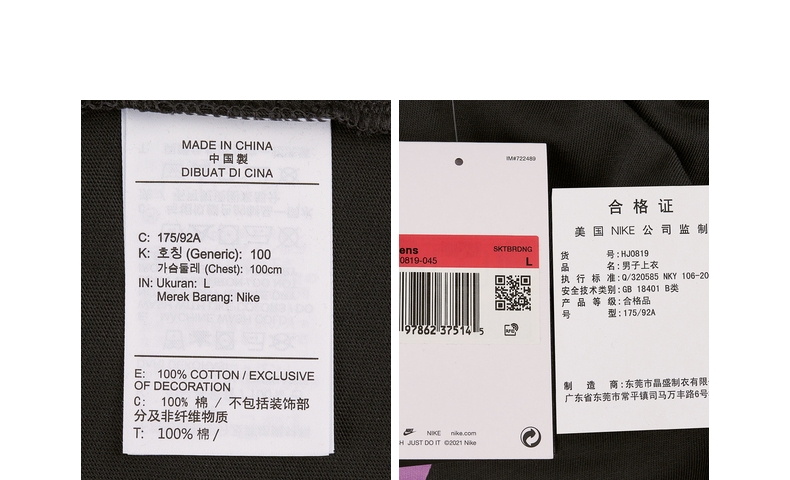 MADE IN CHINA
中国製
DIBUAT DI CINA
C: 175/92A
K: 호칭 (Generic): 100
가슴둘레 (Chest): 100cm
IN: Ukuran: L
Merek Barang: Nike
E: 100% COTTON / EXCLUSIVE
OF DECORATION
C: 100% 棉 / 不包括装饰部
分及非纤维物质
T: 100% 棉 /
IM#722489
ens
SKTBRDNG
0819-045
L
97862 37514 5
RFID
NIKE nike.com
H JUST DO IT ©2021 Nike
合格证
美国 NIKE 公司监制
货号:HJ0819
品名:男子上衣
执行标准:Q/320585 NKY 106-20
安全技术类别:GB 18401 B类
产品等级:合格品
号型:175/92A
制造商:东莞市晶盛制衣有限
广东省东莞市常平镇司马万丰路6号